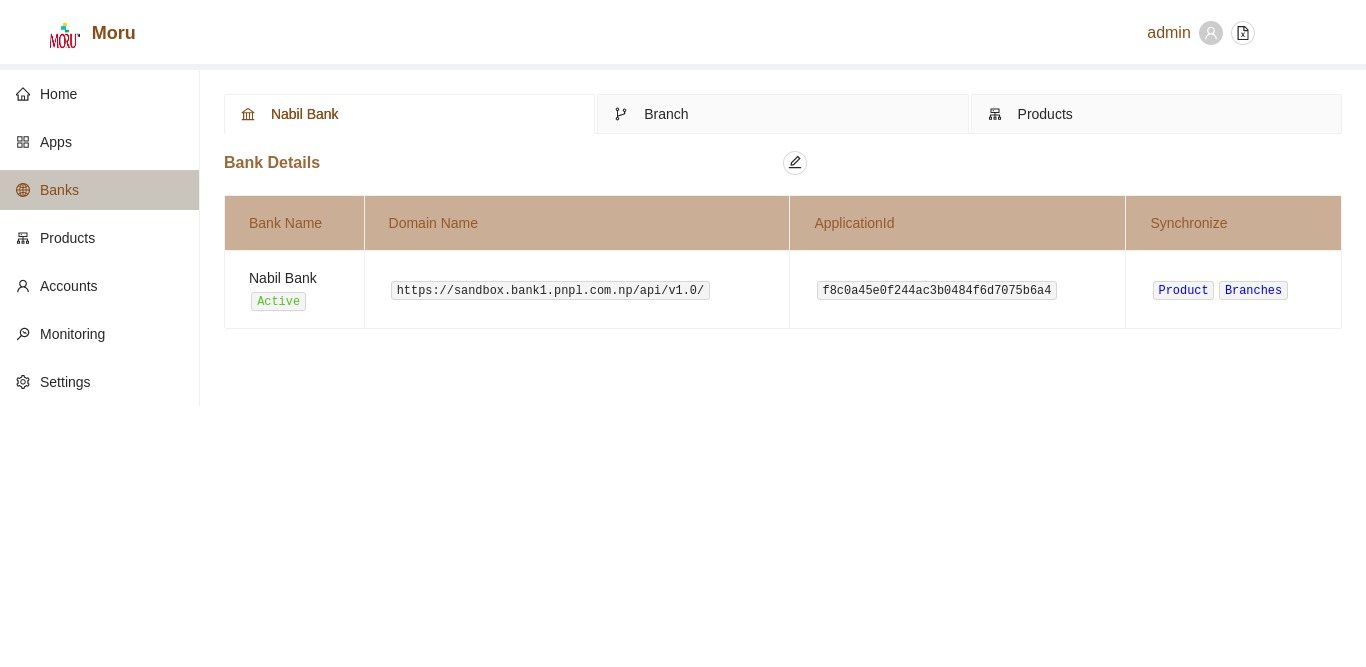 MORU Moru
admin
Home
Apps
Banks
Products
Accounts
Monitoring
Settings
Nabil Bank
Branch
Products
Bank Details
Bank Name Domain Name ApplicationId Synchronize
Nabil Bank
Active
https://sandbox.bank1.pnpl.com.np/api/v1.0/
f8c0a45e0f244ac3b0484f6d7075b6a4
Product Branches